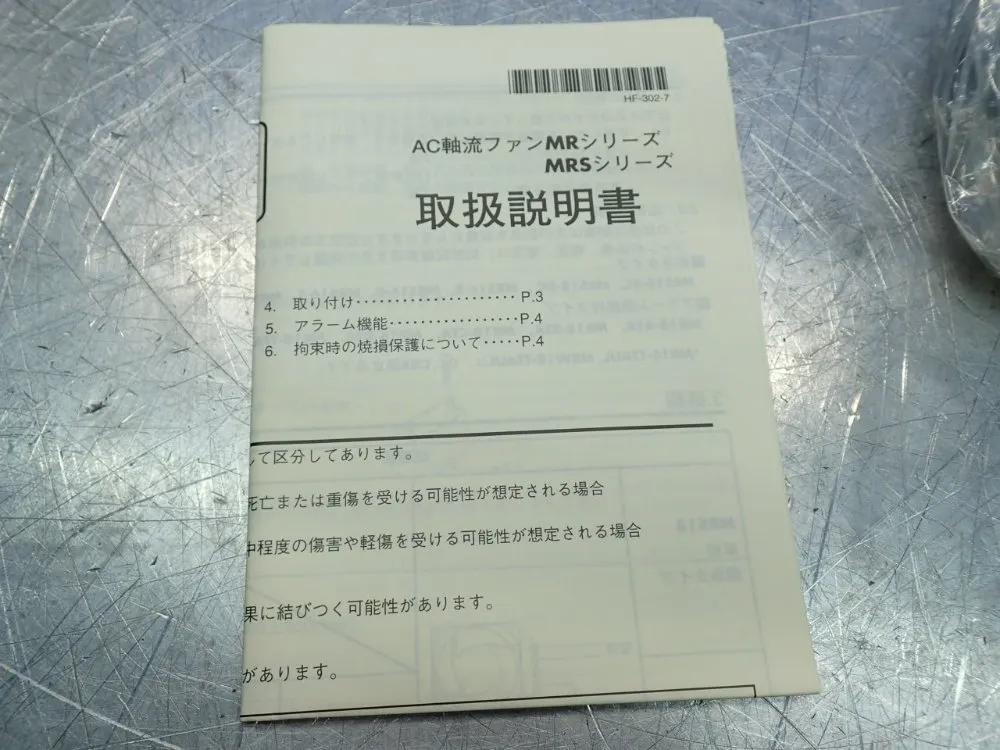 HF-302-7
AC軸流ファンMRシリーズ
MRSシリーズ
取扱説明書
4. 取り付け····················P.3
5. アラーム機能·················P.4
6. 拘束時の焼損保護について·····P.4
して区分してあります。
死亡または重傷を受ける可能性が想定される場合
中程度の傷害や軽傷を受ける可能性が想定される場合
果に結びつく可能性があります。
があります。